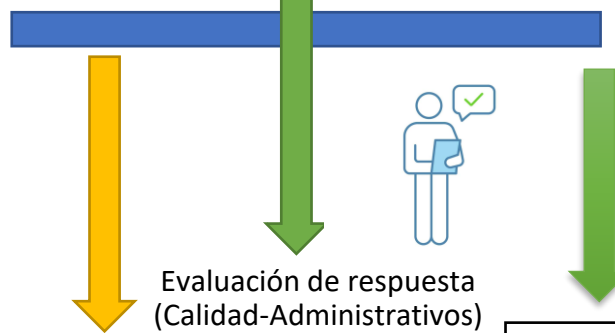 Evaluación de respuesta
(Calidad-Administrativos)